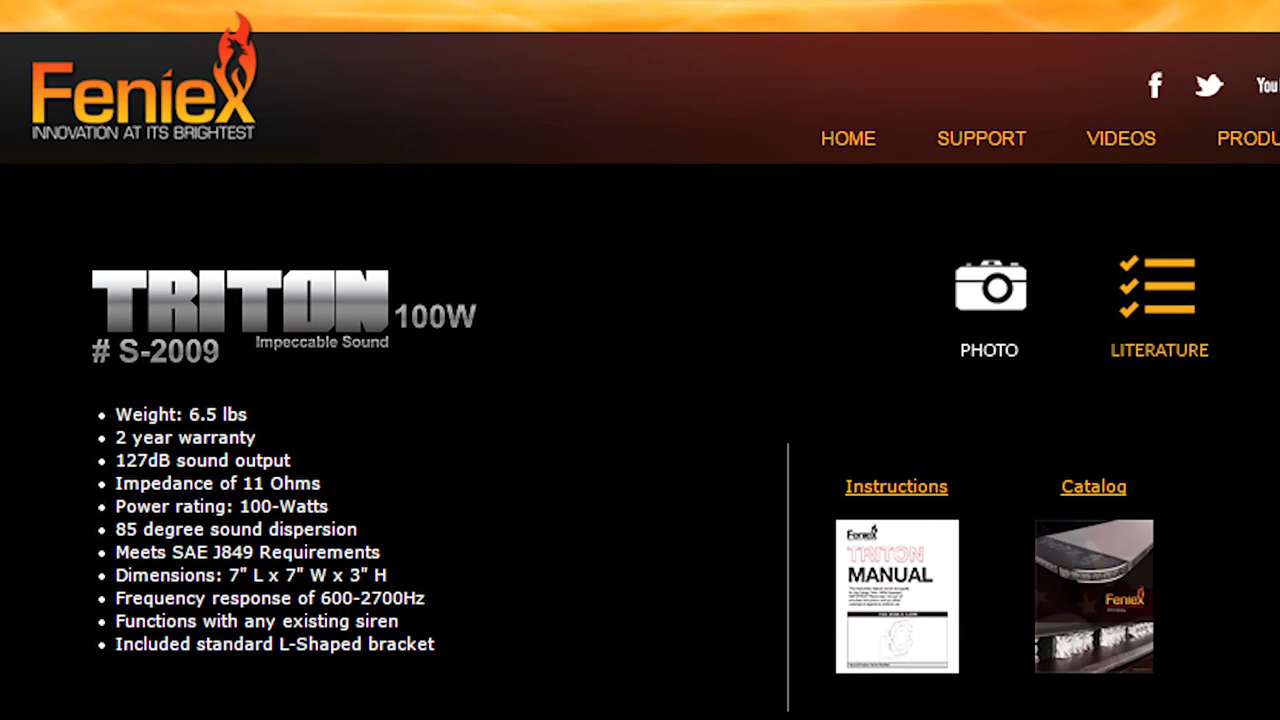 Feniex
INNOVATION AT ITS BRIGHTEST
You
HOME SUPPORT VIDEOS PRODU
TRITON 100W
Impeccable Sound
# S-2009
PHOTO LITERATURE
• Weight: 6.5 lbs
• 2 year warranty
• 127dB sound output
• Impedance of 11 Ohms
• Power rating: 100-Watts
• 85 degree sound dispersion
• Meets SAE J849 Requirements
• Dimensions: 7" L x 7" W x 3" H
• Frequency response of 600-2700Hz
• Functions with any existing siren
• Included standard L-Shaped bracket
Instructions Catalog
Feniex
TRITON
MANUAL
Feniex